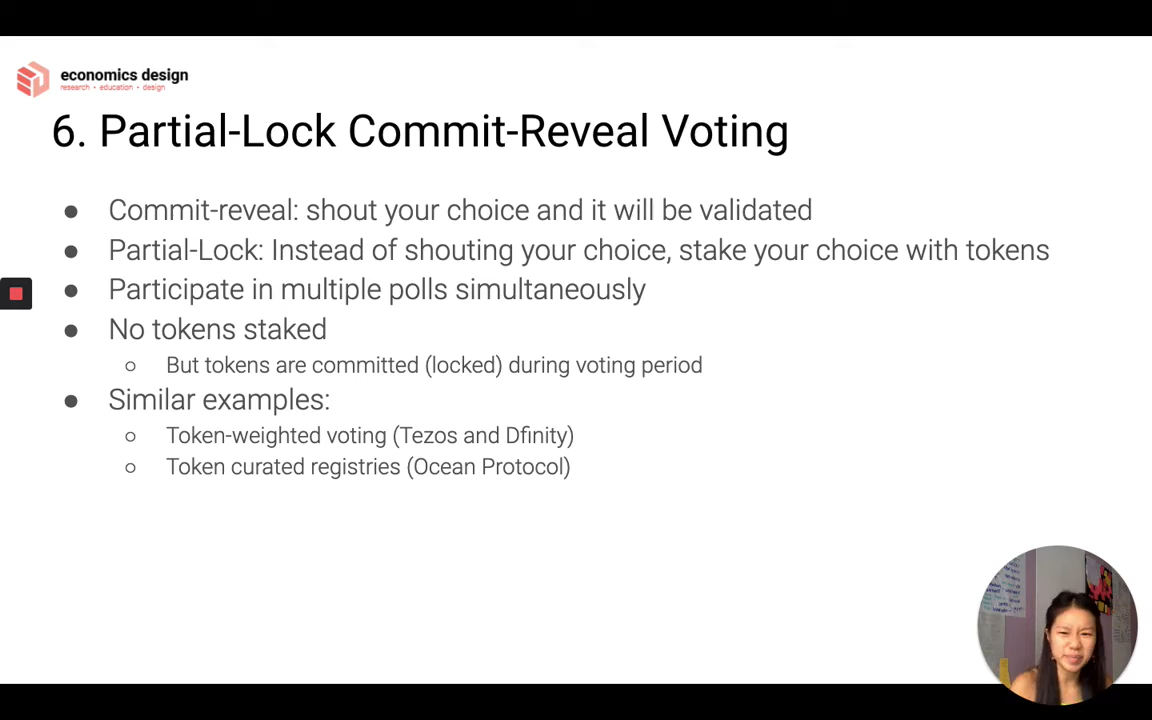 economics design
research • education • design
6. Partial-Lock Commit-Reveal Voting
● Commit-reveal: shout your choice and it will be validated
● Partial-Lock: Instead of shouting your choice, stake your choice with tokens
● Participate in multiple polls simultaneously
● No tokens staked
○ But tokens are committed (locked) during voting period
● Similar examples:
○ Token-weighted voting (Tezos and Dfinity)
○ Token curated registries (Ocean Protocol)